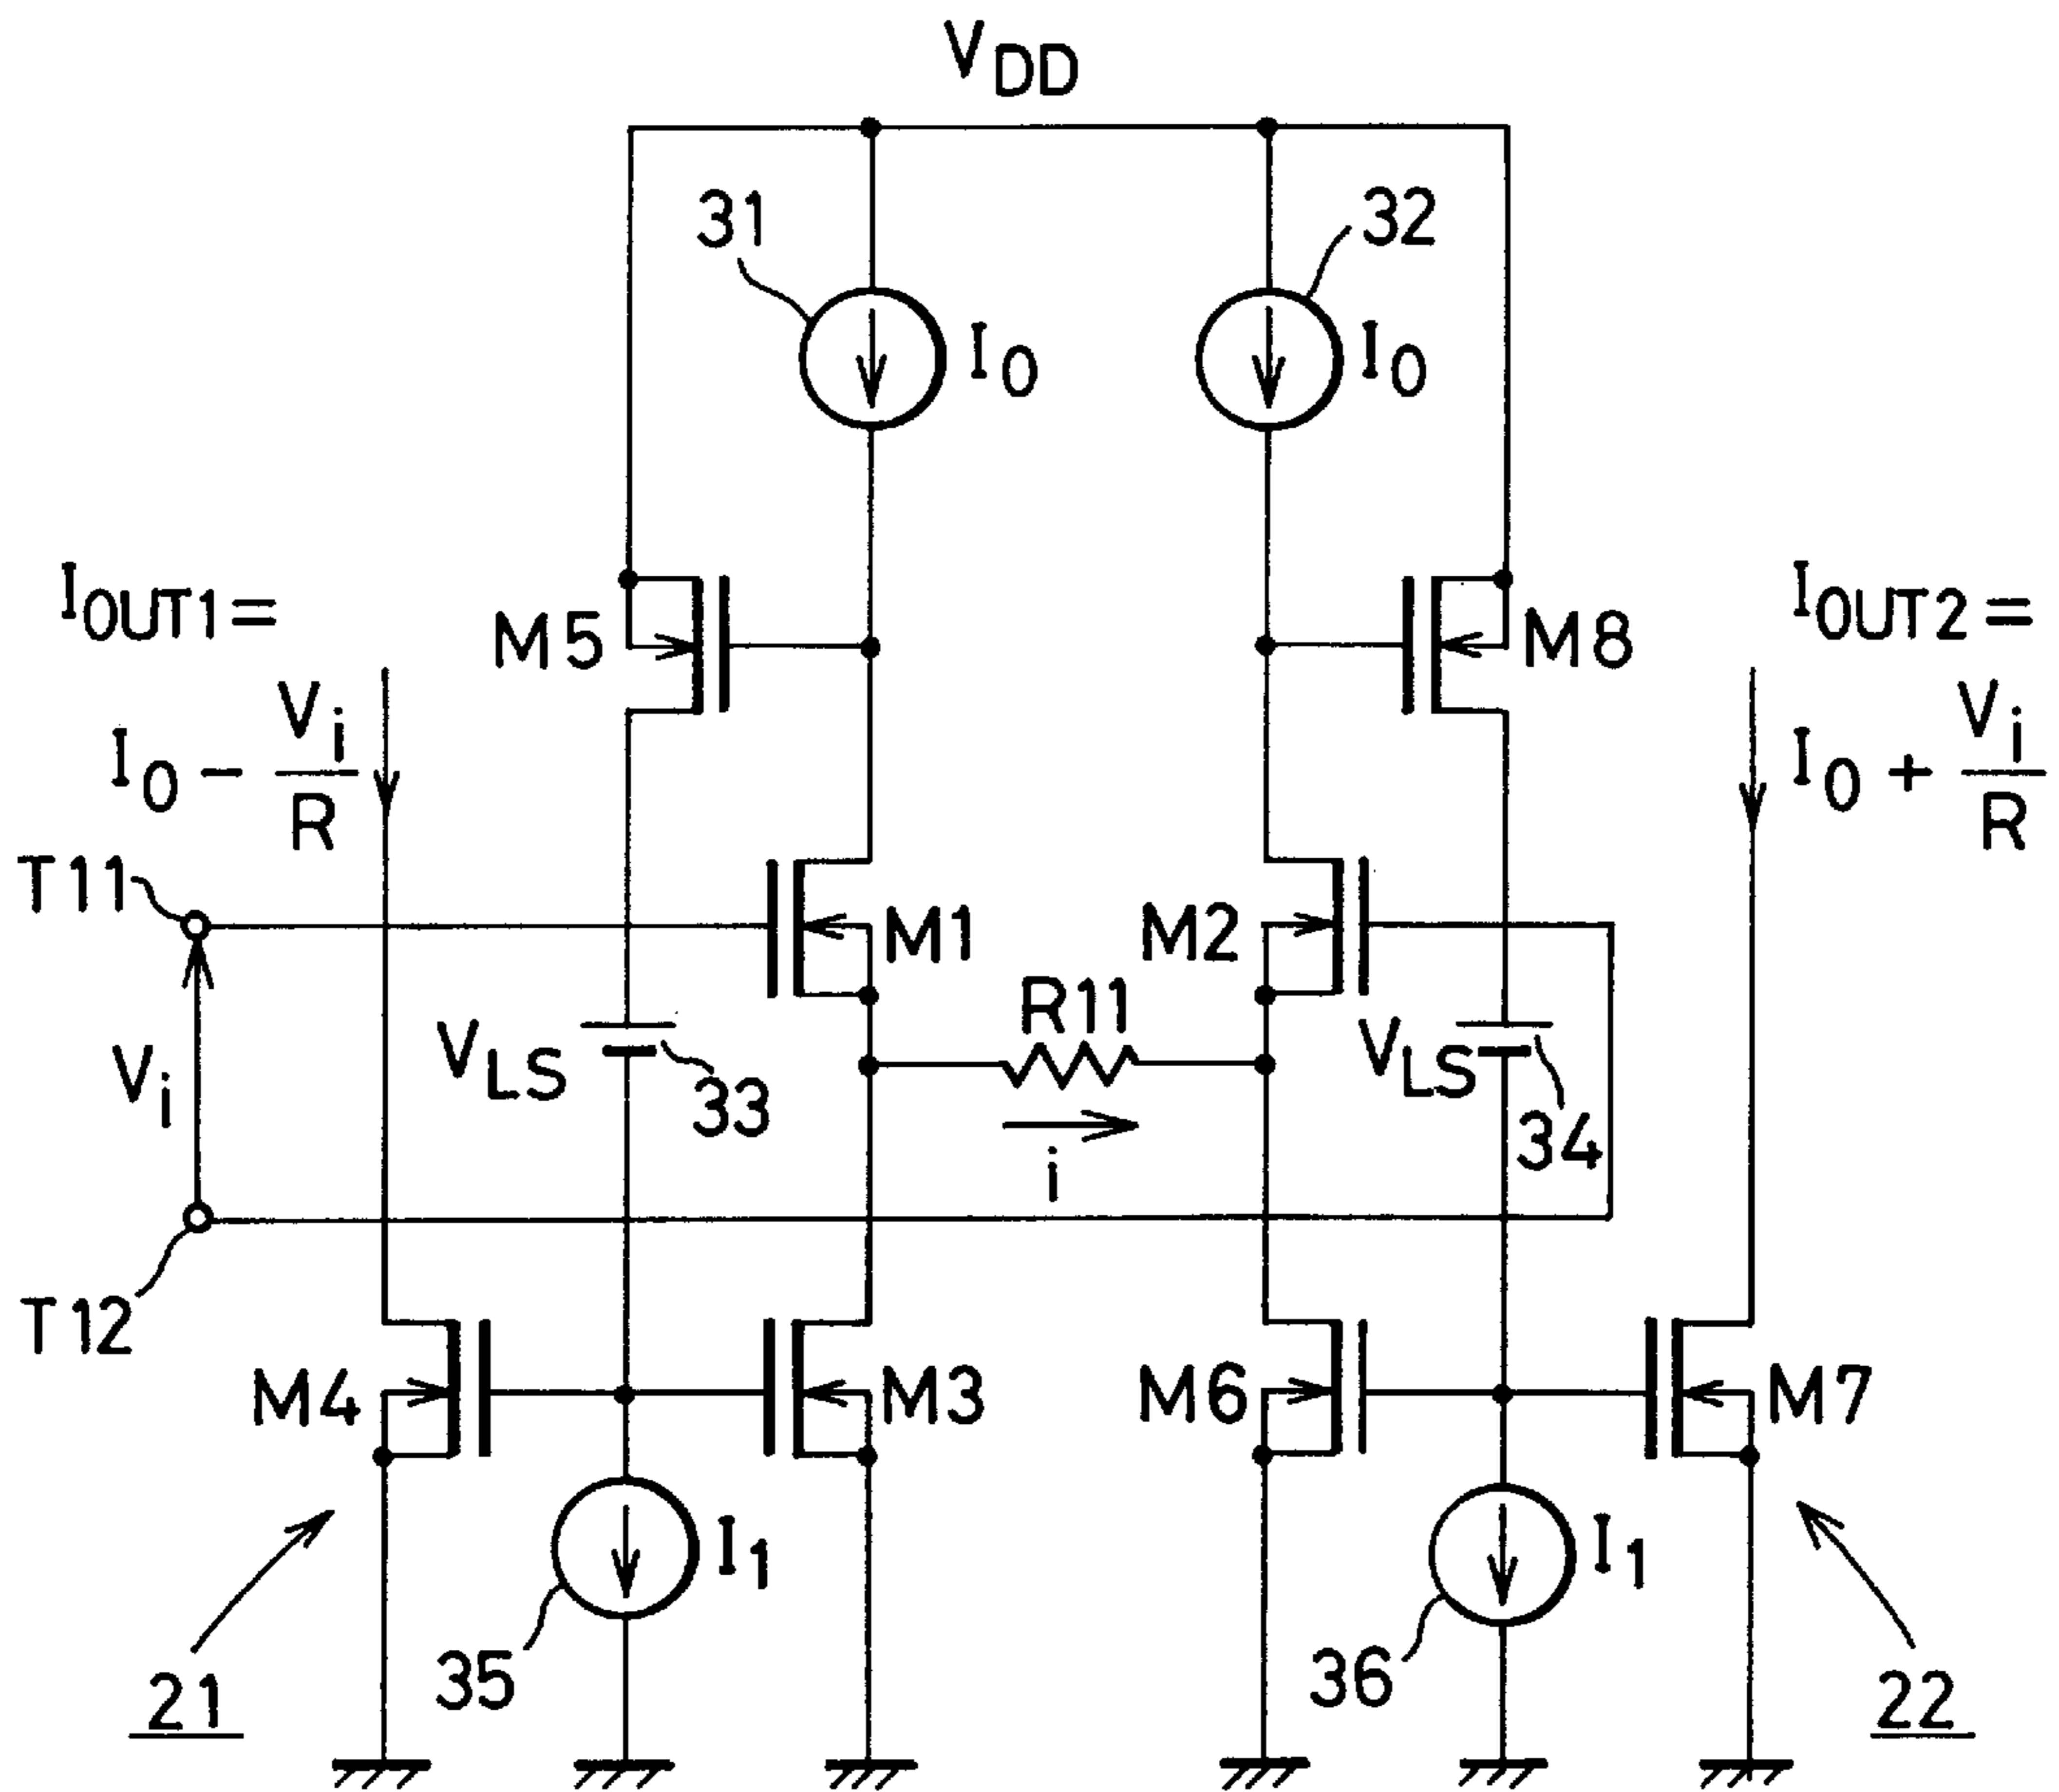 VDD
31
32
I0
I0
IOUT1 =
I0 - Vi/R
M5
M8
IOUT2 =
I0 + Vi/R
T11
M1
M2
R11
Vi
VLS
33
VLS
34
i
T12
M4
M3
M6
M7
I1
I1
35
36
21
22